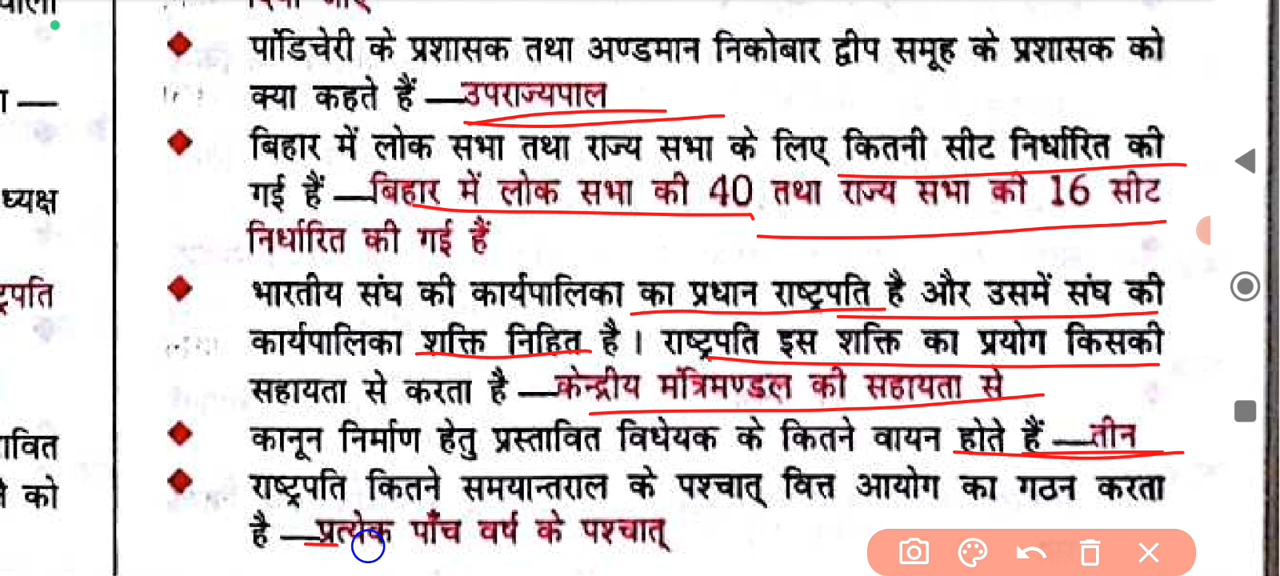 पांडिचेरी के प्रशासक तथा अण्डमान निकोबार द्वीप समूह के प्रशासक को
क्या कहते हैं —उपराज्यपाल
बिहार में लोक सभा तथा राज्य सभा के लिए कितनी सीट निर्धारित की
गई हैं —बिहार में लोक सभा की 40 तथा राज्य सभा की 16 सीट
निर्धारित की गई हैं
भारतीय संघ की कार्यपालिका का प्रधान राष्ट्रपति है और उसमें संघ की
कार्यपालिका शक्ति निहित है। राष्ट्रपति इस शक्ति का प्रयोग किसकी
सहायता से करता है —केन्द्रीय मंत्रिमण्डल की सहायता से
कानून निर्माण हेतु प्रस्तावित विधेयक के कितने वायन होते हैं —तीन
राष्ट्रपति कितने समयान्तराल के पश्चात् वित्त आयोग का गठन करता
है —प्रत्येक पाँच वर्ष के पश्चात्